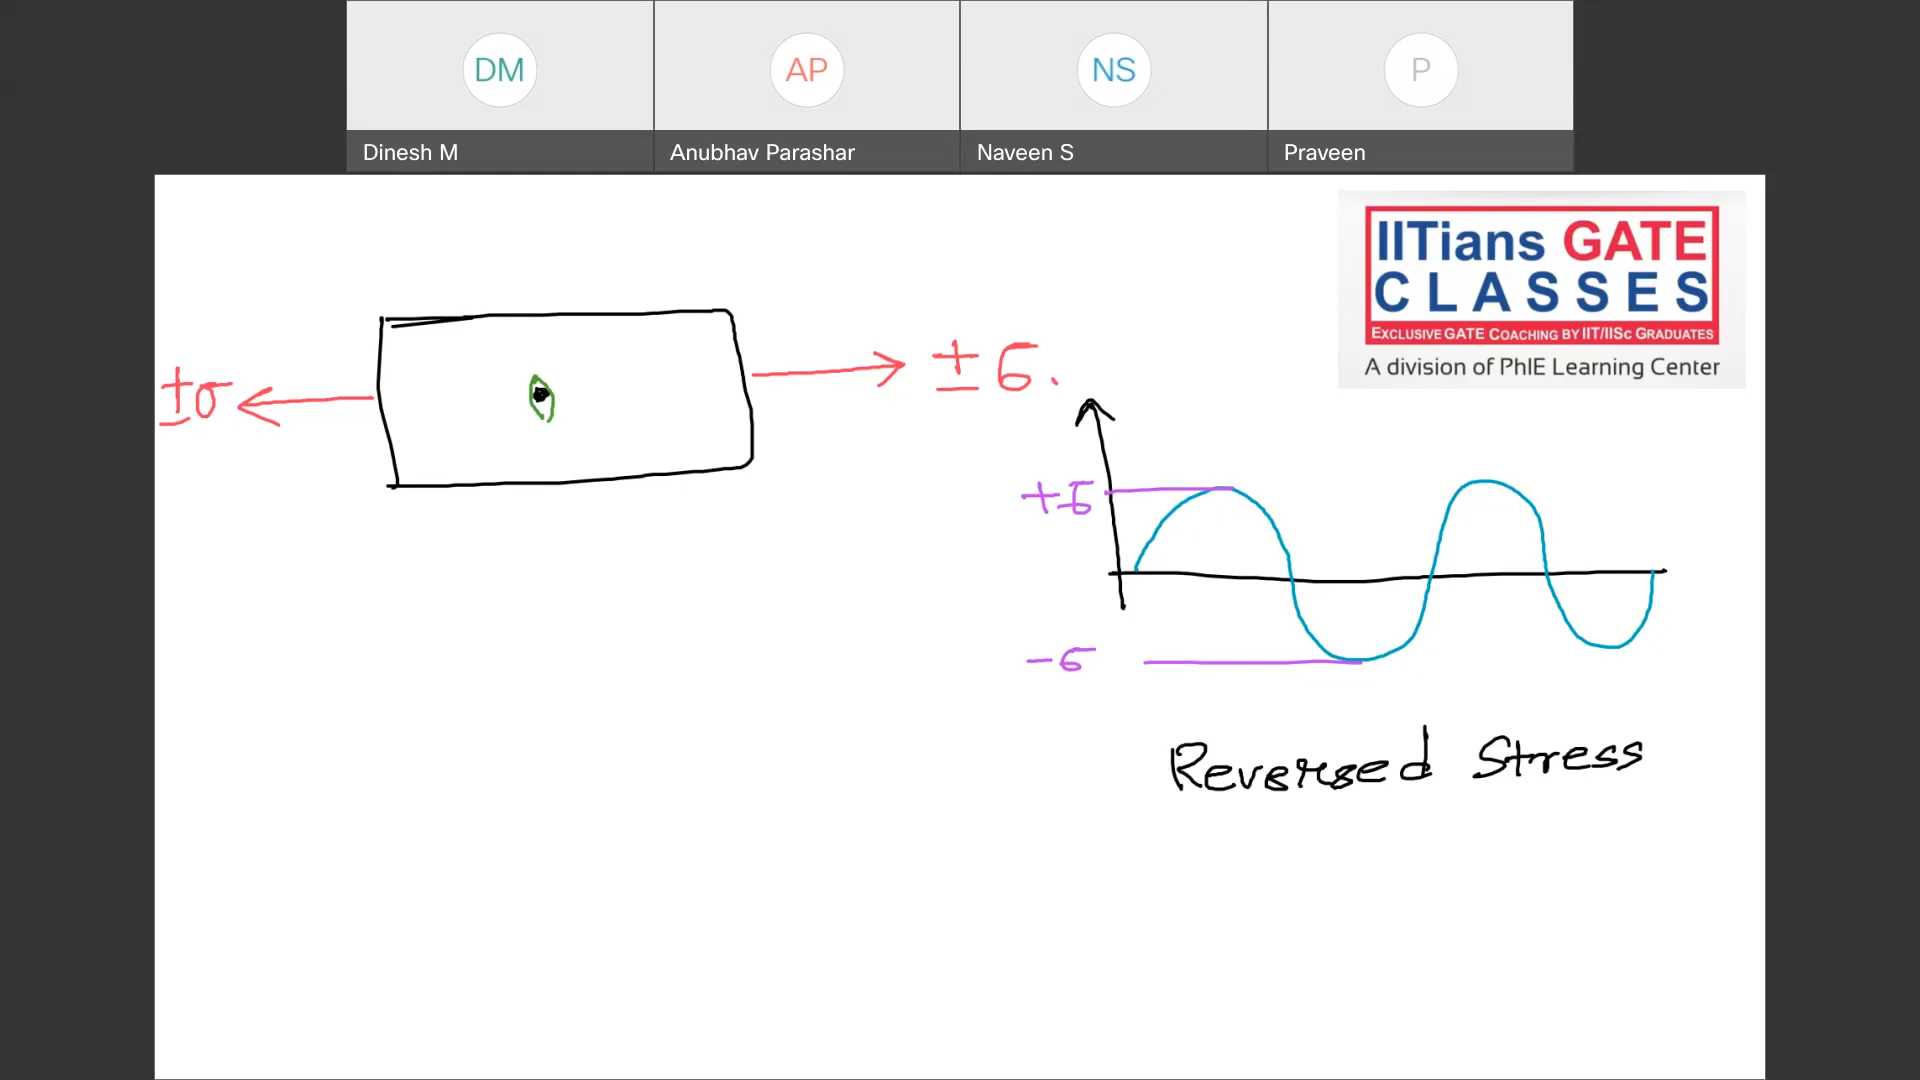 DM
AP
NS
P
Dinesh M
Anubhav Parashar
Naveen S
Praveen
IITians GATE
CLASSES
EXCLUSIVE GATE COACHING BY IIT/IISc GRADUATES
A division of PhIE Learning Center
±σ
±σ.
+σ
-σ
Reversed Stress